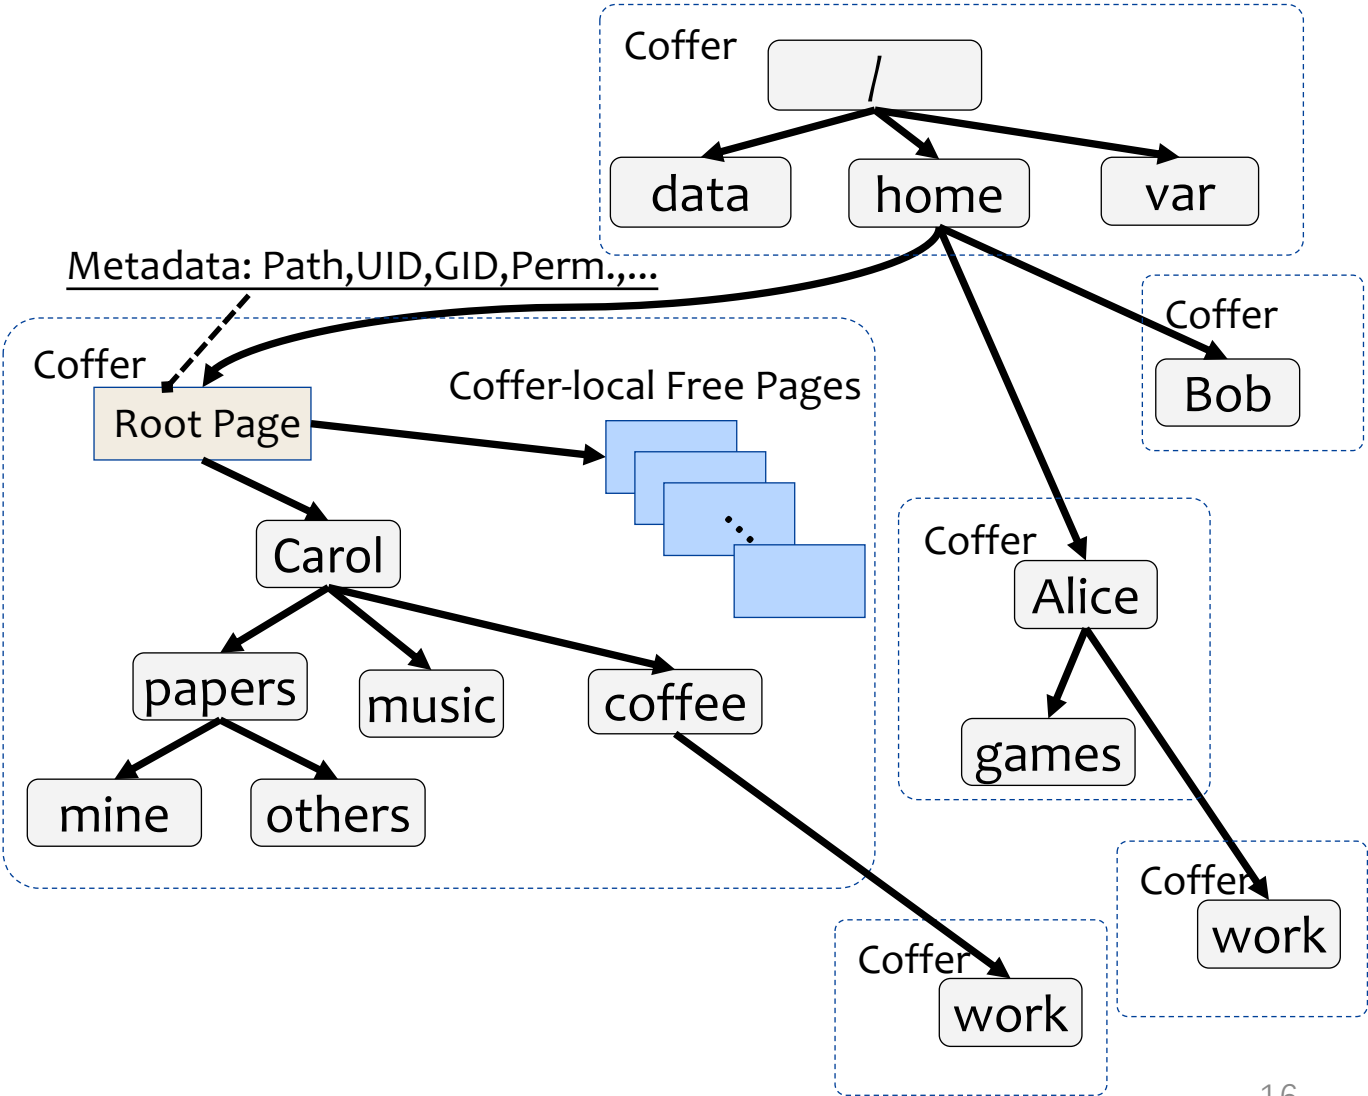 Coffer
/
data
home
var
Metadata: Path,UID,GID,Perm.,...
Coffer
Coffer
Bob
Coffer-local Free Pages
Root Page
Coffer
Carol
Alice
papers
music
coffee
games
mine
others
Coffer
work
Coffer
work
16